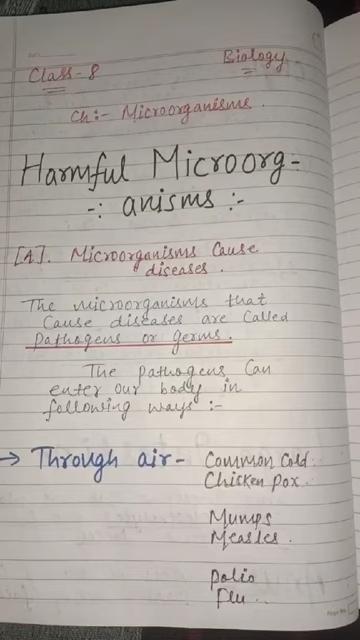 Class - 8
Biology
Ch:- Microorganisms.
Harmful Microorg-
-: anisms :-
[A]. Microorganisms Cause
diseases.
The microorganisms that
Cause diseases are Called
Pathogens or germs.
The pathogens Can
enter our body in
following ways :-
→ Through air - Common Cold.
Chicken Pox.
Mumps
Measles.
Polio
Flu.